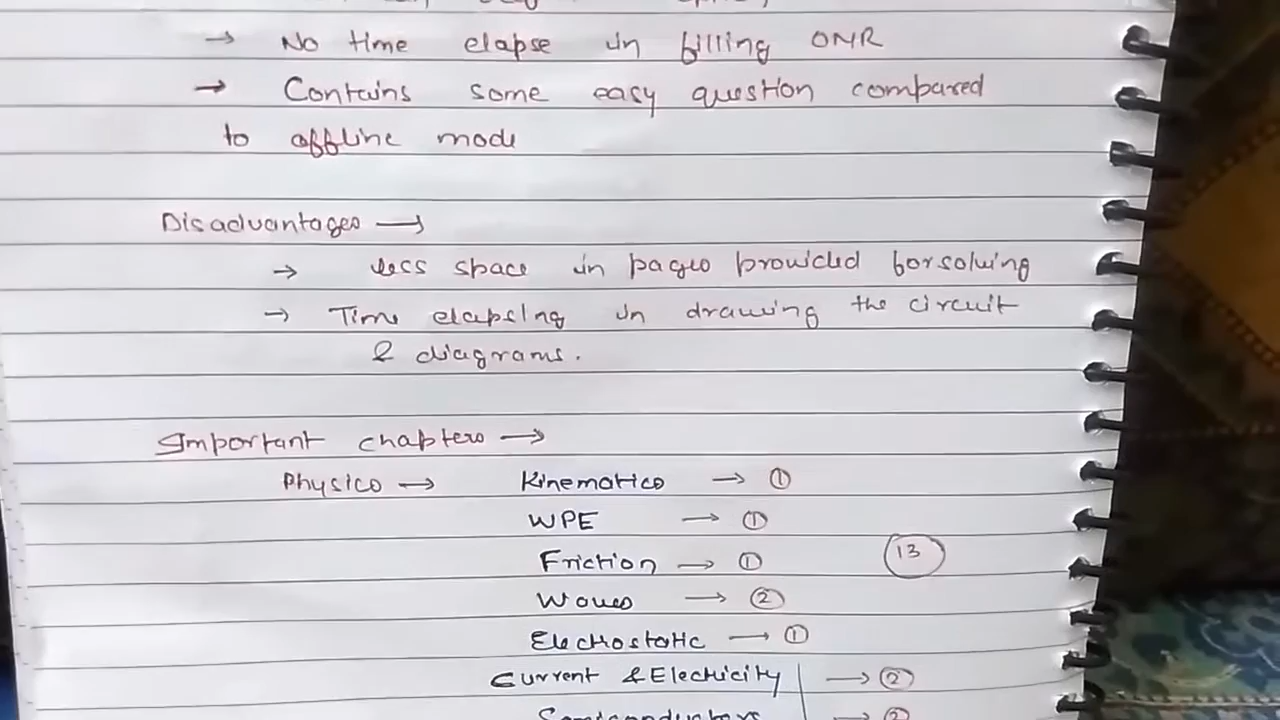 → No time elapse in filling OMR
→ Contains some easy question compared
to offline mode
Disadvantages →
→ less space in pages provided for solving
→ Time elapsing in drawing the circuit
& diagrams.
Important chapters →
Physics → Kinematics → ①
WPE → ①
Friction → ① 13
Waves → ②
Electrostatic → ①
Current & Electricity → ②
Semiconductors → ②